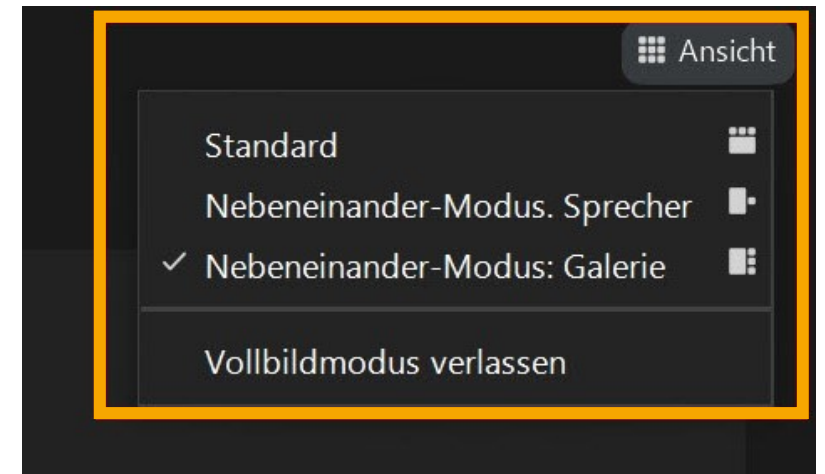 Ansicht
Standard
Nebeneinander-Modus. Sprecher
Nebeneinander-Modus: Galerie
Vollbildmodus verlassen